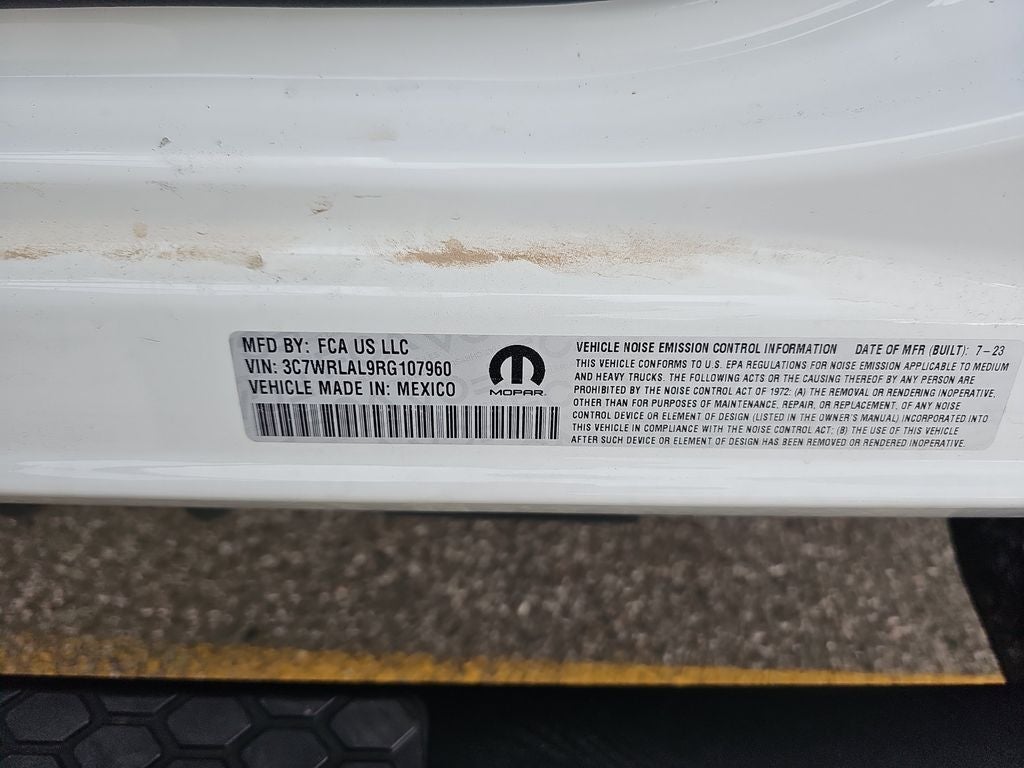 MFD BY: FCA US LLC
VIN: 3C7WRLAL9RG107960
VEHICLE MADE IN: MEXICO
MOPAR.
VEHICLE NOISE EMISSION CONTROL INFORMATION DATE OF MFR (BUILT): 7-23
THIS VEHICLE CONFORMS TO U.S. EPA REGULATIONS FOR NOISE EMISSION APPLICABLE TO MEDIUM
AND HEAVY TRUCKS. THE FOLLOWING ACTS OR THE CAUSING THEREOF BY ANY PERSON ARE
PROHIBITED BY THE NOISE CONTROL ACT OF 1972: (A) THE REMOVAL OR RENDERING INOPERATIVE,
OTHER THAN FOR PURPOSES OF MAINTENANCE, REPAIR, OR REPLACEMENT, OF ANY NOISE
CONTROL DEVICE OR ELEMENT OF DESIGN (LISTED IN THE OWNER'S MANUAL) INCORPORATED INTO
THIS VEHICLE IN COMPLIANCE WITH THE NOISE CONTROL ACT; (B) THE USE OF THIS VEHICLE
AFTER SUCH DEVICE OR ELEMENT OF DESIGN HAS BEEN REMOVED OR RENDERED INOPERATIVE.